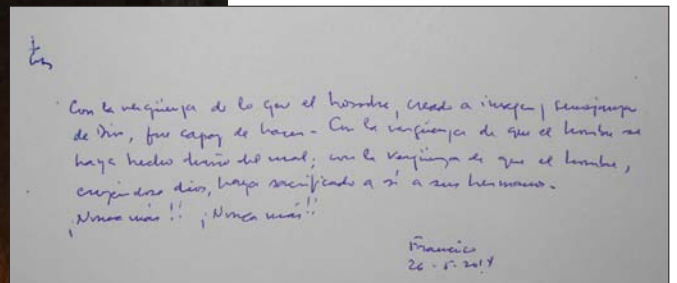 Con la vergüenza de lo que el hombre, creado a imagen y semejanza
de Dios, fue capaz de hacer. Con la vergüenza de que el hombre se
haya hecho dueño del mal; con la vergüenza de que el hombre,
creyéndose dios, haya sacrificado a sí a sus hermanos.
¡Nunca más!! ¡Nunca más!!
Francisco
26-5-2014